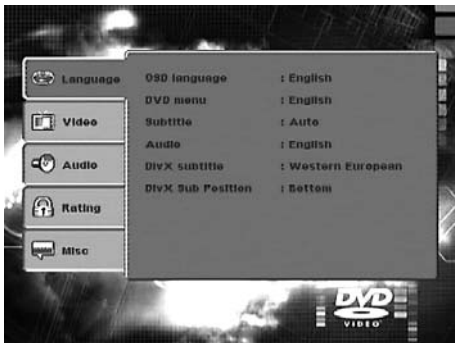 Language
Video
Audio
Rating
Misc
OSD language : English
DVD menu : English
Subtitle : Auto
Audio : English
DivX subtitle : Western European
DivX Sub Position : Bottom
DVD
VIDEO